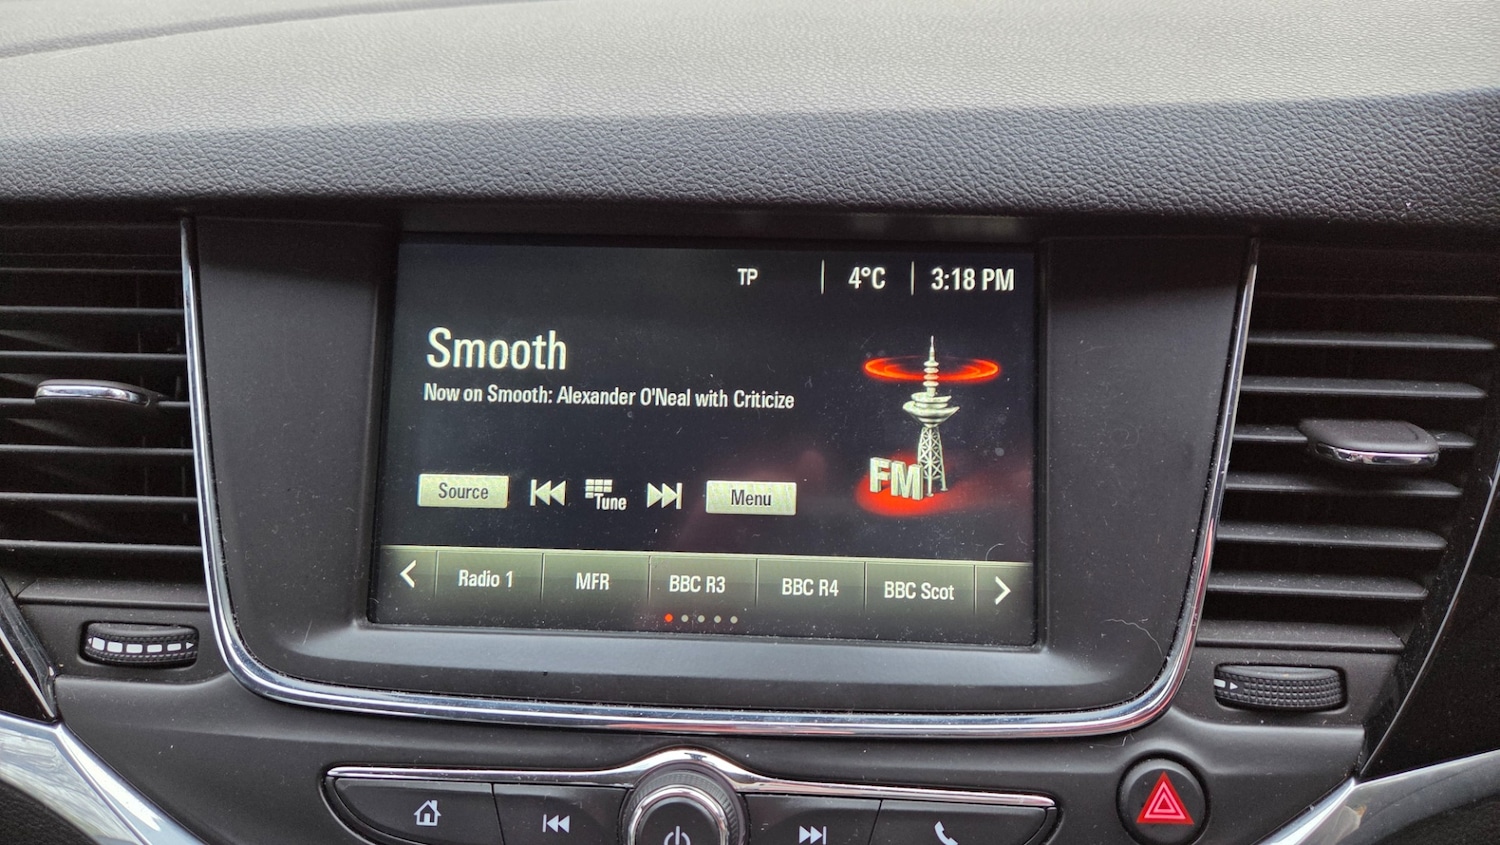 TP 4°C 3:18 PM
Smooth
Now on Smooth: Alexander O'Neal with Criticize
FM
Source Tune Menu
Radio 1 MFR BBC R3 BBC R4 BBC Scot